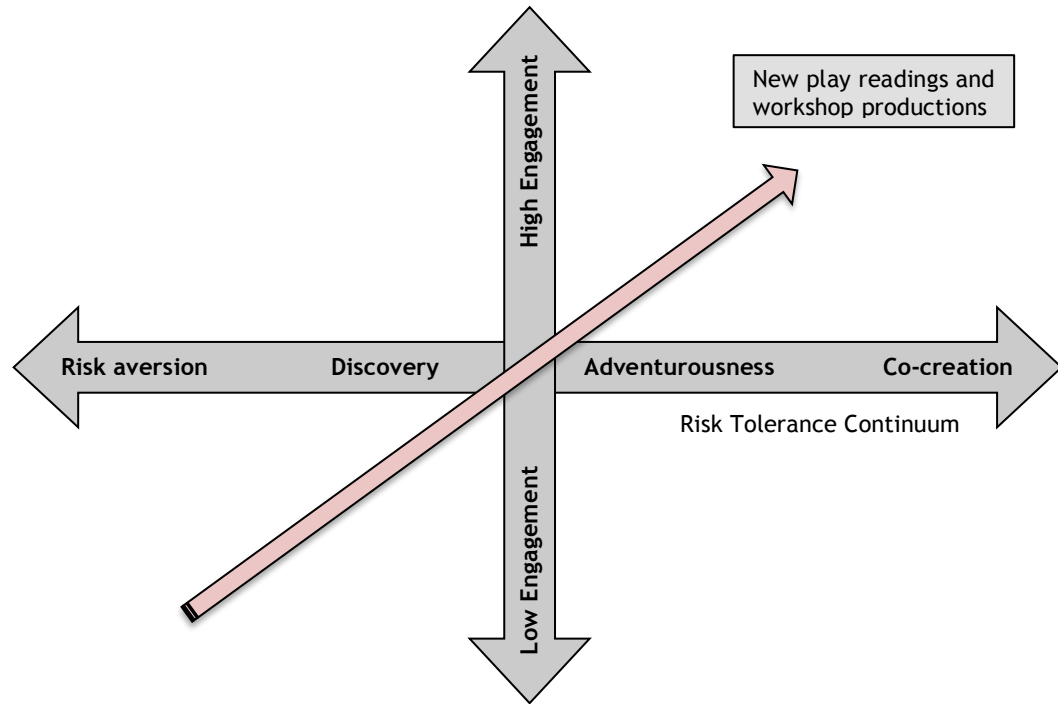 New play readings and
workshop productions
High Engagement
Risk aversion
Discovery
Adventurousness
Co-creation
Risk Tolerance Continuum
Low Engagement